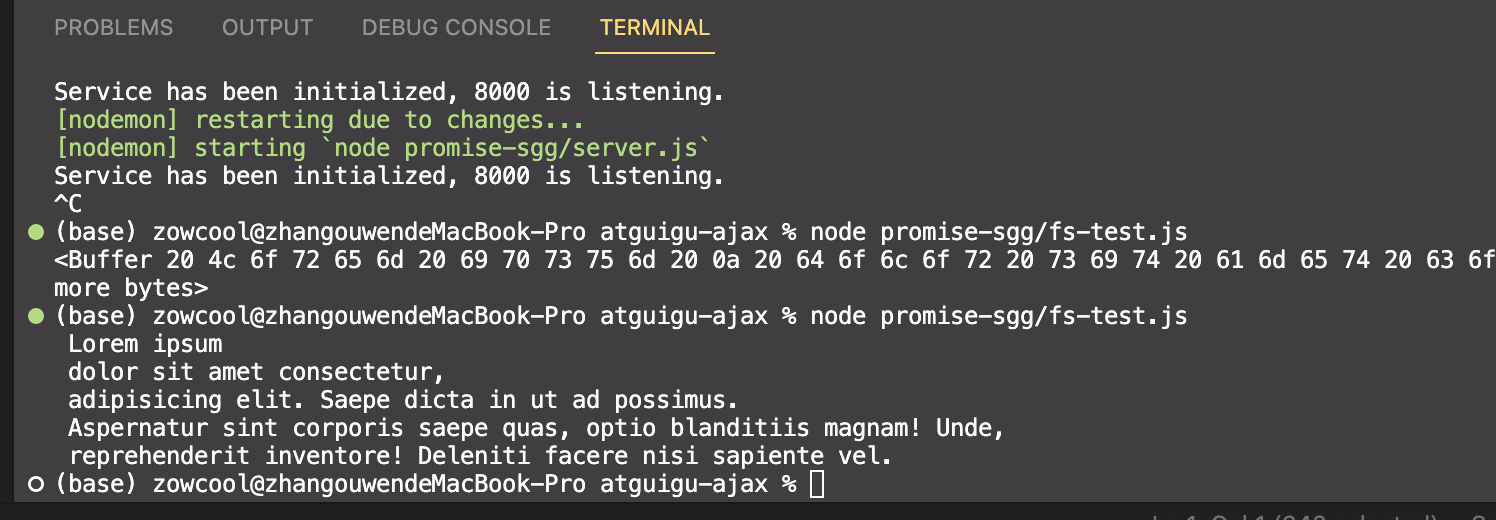 PROBLEMS OUTPUT DEBUG CONSOLE TERMINAL
Service has been initialized, 8000 is listening.
[nodemon] restarting due to changes...
[nodemon] starting `node promise-sgg/server.js`
Service has been initialized, 8000 is listening.
^C
(base) zowcool@zhangouwendeMacBook-Pro atguigu-ajax % node promise-sgg/fs-test.js
<Buffer 20 4c 6f 72 65 6d 20 69 70 73 75 6d 20 0a 20 64 6f 6c 6f 72 20 73 69 74 20 61 6d 65 74 20 63 6f
more bytes>
(base) zowcool@zhangouwendeMacBook-Pro atguigu-ajax % node promise-sgg/fs-test.js
Lorem ipsum
dolor sit amet consectetur,
adipisicing elit. Saepe dicta in ut ad possimus.
Aspernatur sint corporis saepe quas, optio blanditiis magnam! Unde,
reprehenderit inventore! Deleniti facere nisi sapiente vel.
(base) zowcool@zhangouwendeMacBook-Pro atguigu-ajax %